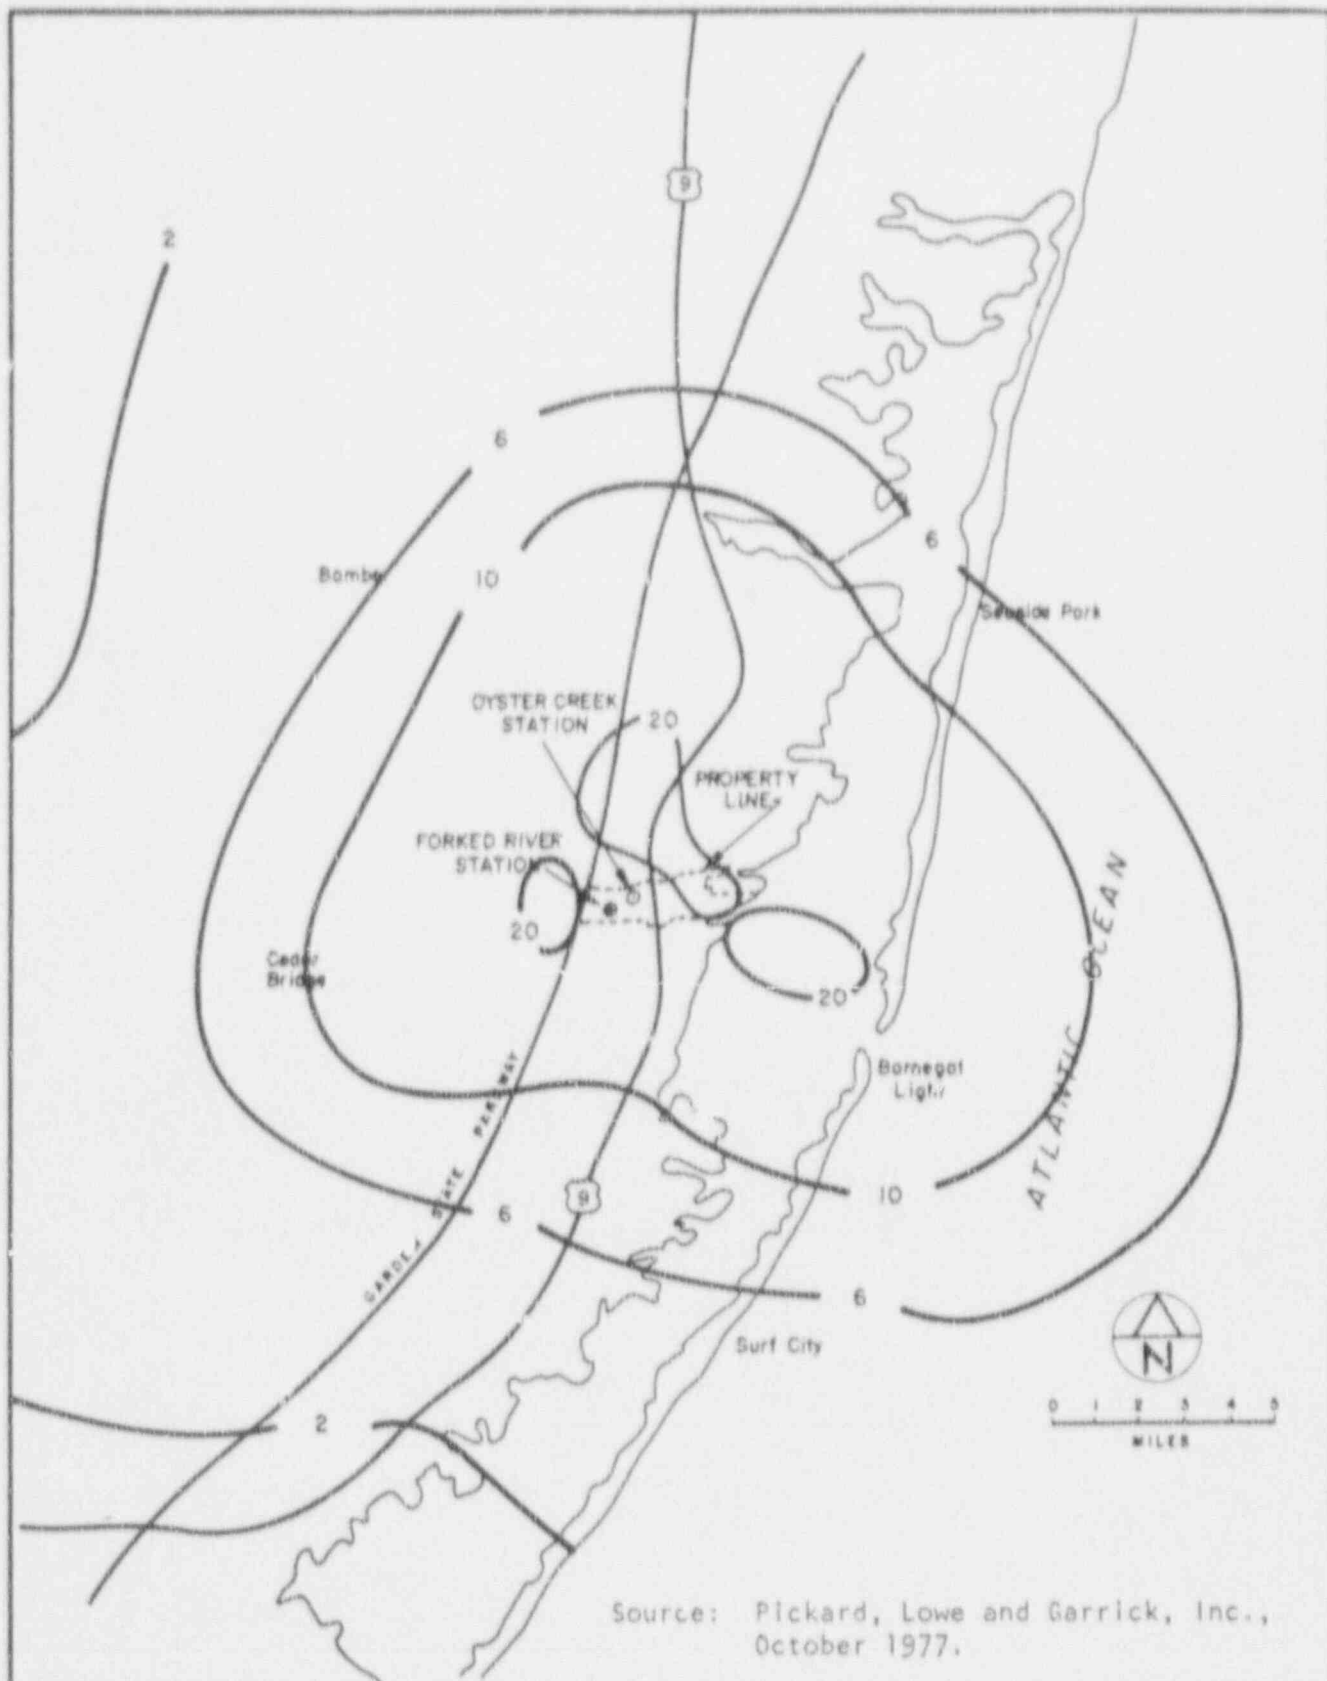 9
2
6
6
Bombe
10
Seaside Park
OYSTER CREEK
STATION
20
PROPERTY
LINE
FORKED RIVER
STATION
20
Cedar
Bridge
20
OCEAN
ATLANTIC
Barnegat
Light
GARDEN STATE PARKWAY
9
10
6
6
Surf City
N
0 1 2 3 4 5
MILES
2
Source: Pickard, Lowe and Garrick, Inc.,
October 1977.